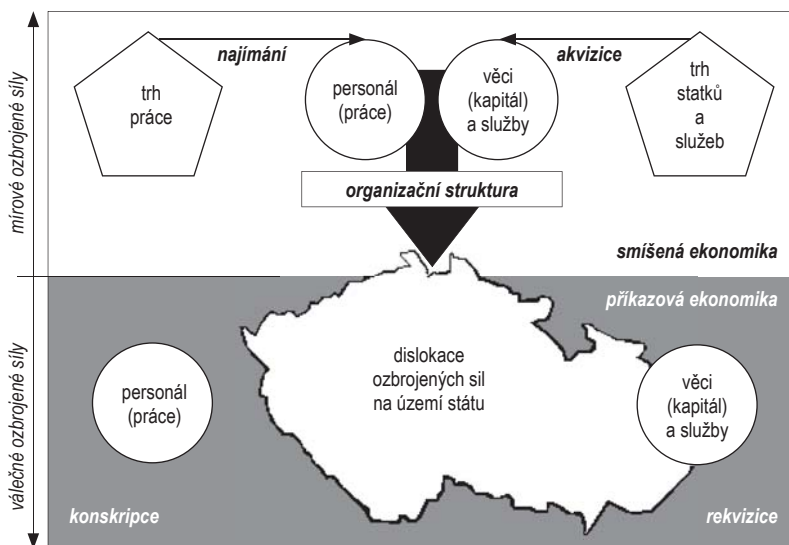 najímání
akvizice
trh
práce
personál
(práce)
věci
(kapitál)
a služby
trh
statků
a
služeb
mírové ozbrojené síly
organizační struktura
smíšená ekonomika
příkazová ekonomika
válečné ozbrojené síly
personál
(práce)
dislokace
ozbrojených sil
na území státu
věci
(kapitál)
a služby
konskripce
rekvizice